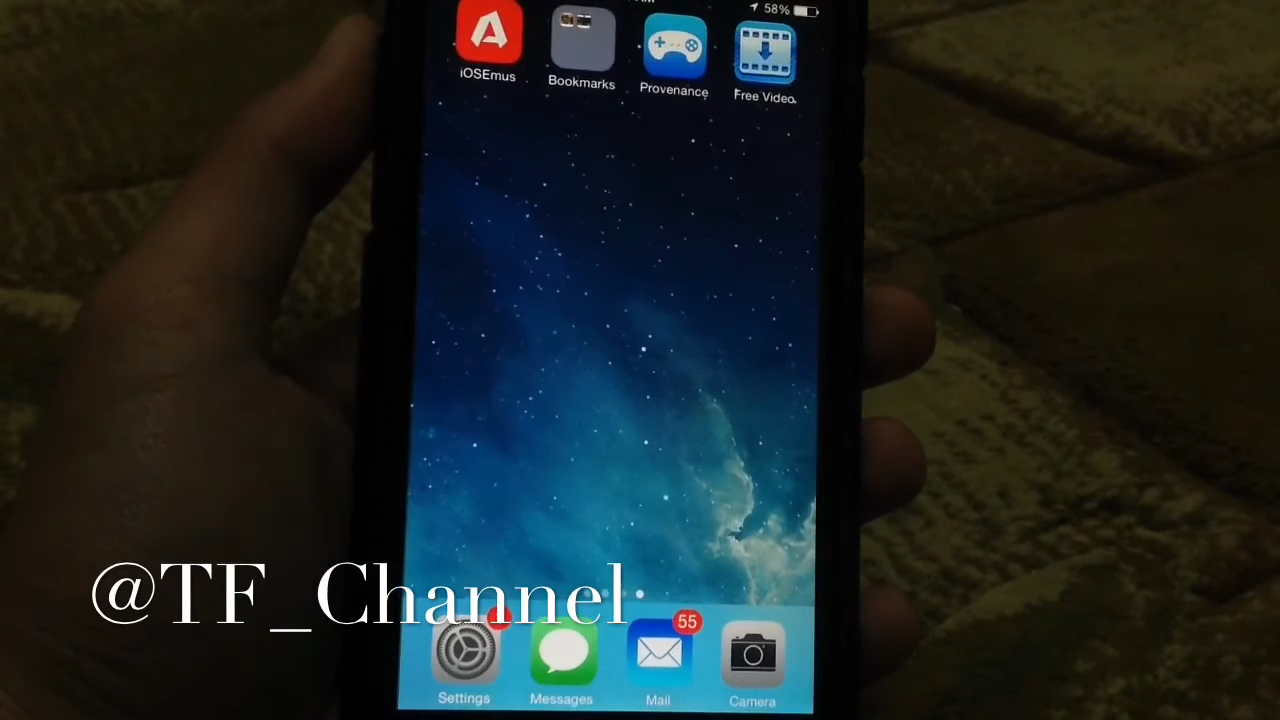 58%
iOSEmus
Bookmarks
Provenance
Free Video.
@TF_Channel
55
Settings
Messages
Mail
Camera